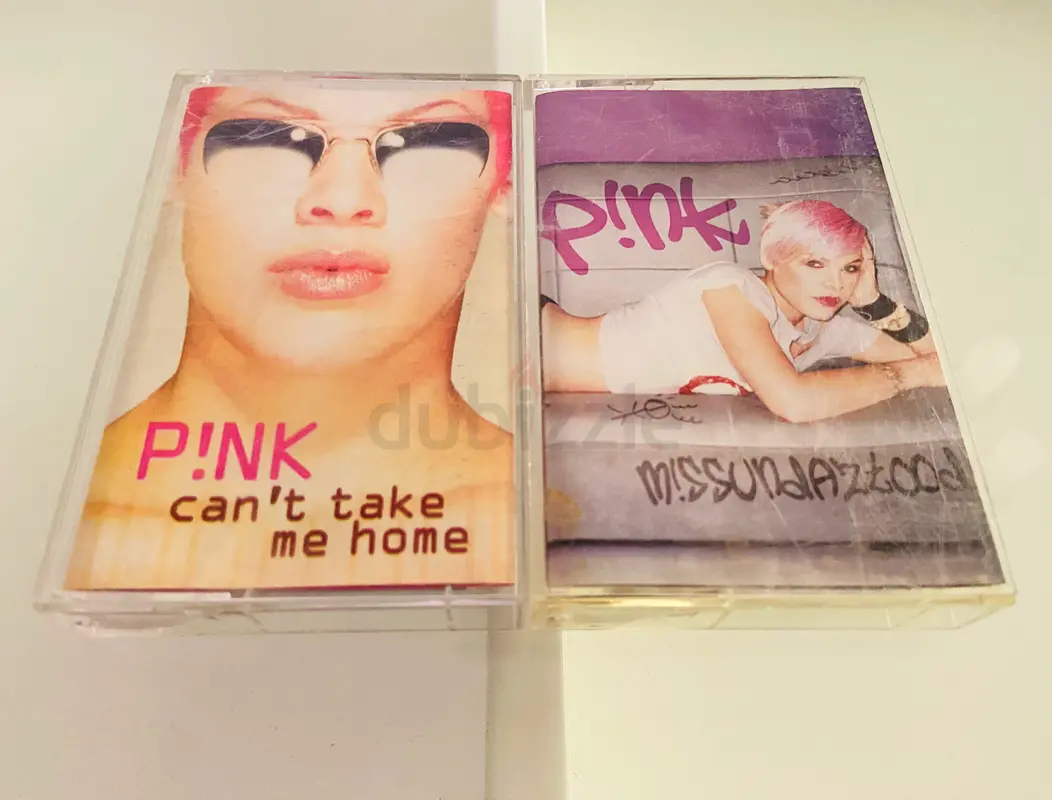 P!NK
can't take
me home
P!nk
M!SSUNdAZtood
dubizzle